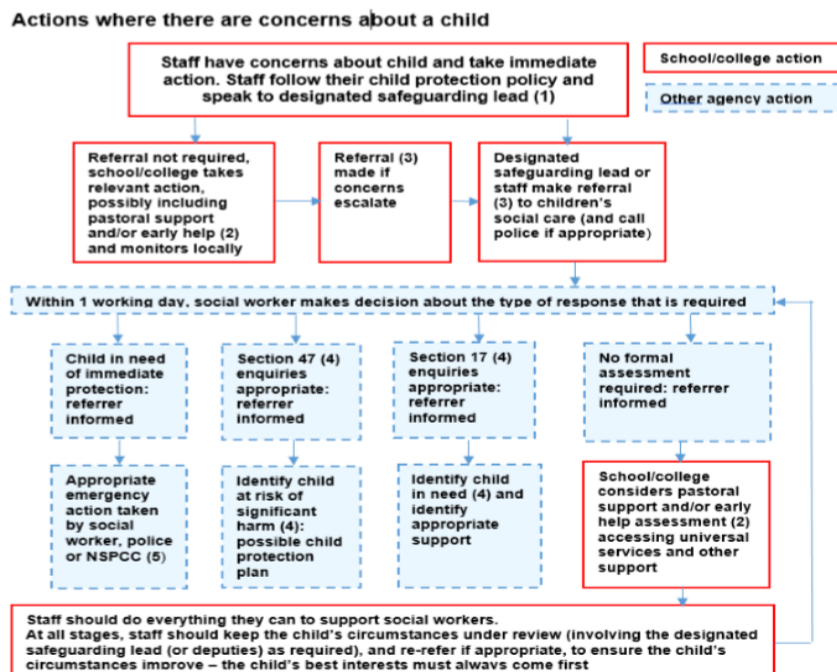 Actions where there are concerns about a child
Staff have concerns about child and take immediate
action. Staff follow their child protection policy and
speak to designated safeguarding lead (1)
School/college action
Other agency action
Referral not required,
school/college takes
relevant action,
possibly including
pastoral support
and/or early help (2)
and monitors locally
Referral (3)
made if
concerns
escalate
Designated
safeguarding lead or
staff make referral
(3) to children's
social care (and call
police if appropriate)
Within 1 working day, social worker makes decision about the type of response that is required
Child in need
of immediate
protection:
referrer
informed
Section 47 (4)
enquiries
appropriate:
referrer
informed
Section 17 (4)
enquiries
appropriate:
referrer
informed
No formal
assessment
required: referrer
informed
Appropriate
emergency
action taken
by social
worker, police
or NSPCC (5)
Identify child
at risk of
significant
harm (4):
possible child
protection
plan
Identify child
in need (4) and
identify
appropriate
support
School/college
considers pastoral
support and/or early
help assessment (2)
accessing universal
services and other
support
Staff should do everything they can to support social workers.
At all stages, staff should keep the child's circumstances under review (involving the designated
safeguarding lead (or deputies) as required), and re-refer if appropriate, to ensure the child's
circumstances improve – the child's best interests must always come first